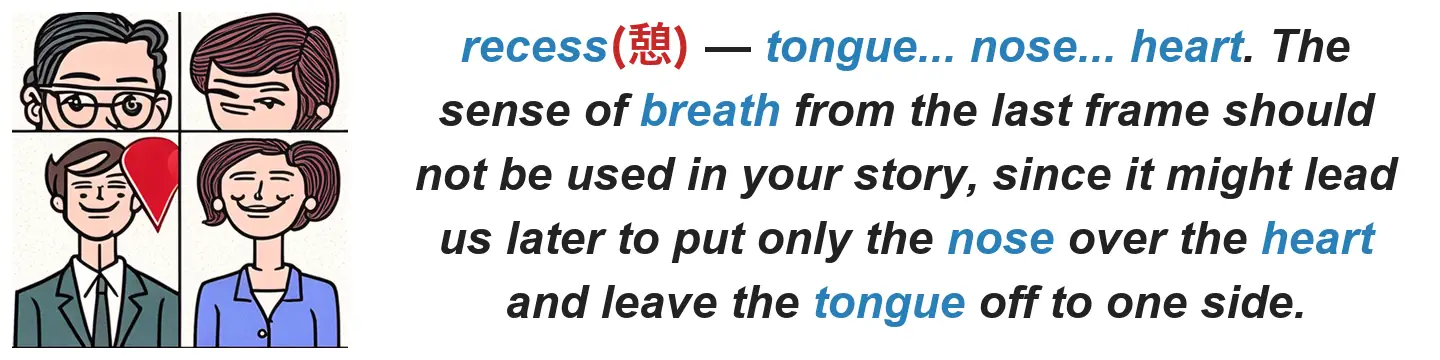 recess(憩) — tongue... nose... heart. The
sense of breath from the last frame should
not be used in your story, since it might lead
us later to put only the nose over the heart
and leave the tongue off to one side.